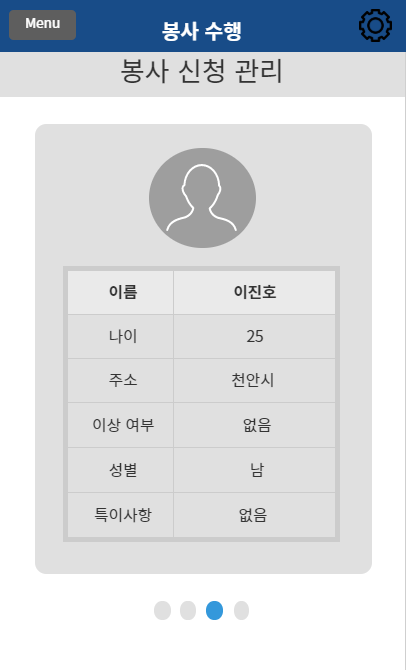 Menu
봉사 수행
봉사 신청 관리
이름 이진호
나이 25
주소 천안시
이상 여부 없음
성별 남
특이사항 없음